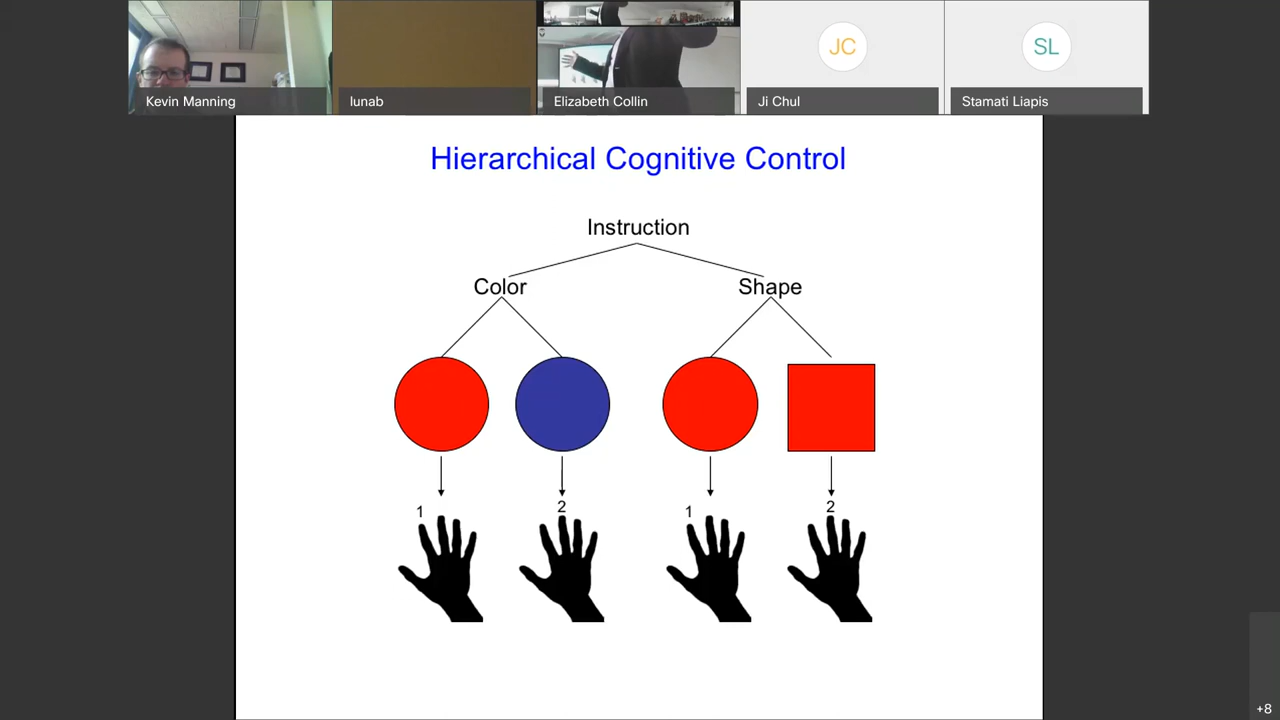 Kevin Manning
lunab
Elizabeth Collin
JC
Ji Chul
SL
Stamati Liapis
Hierarchical Cognitive Control
Instruction
Color
Shape
1
2
1
2
+8